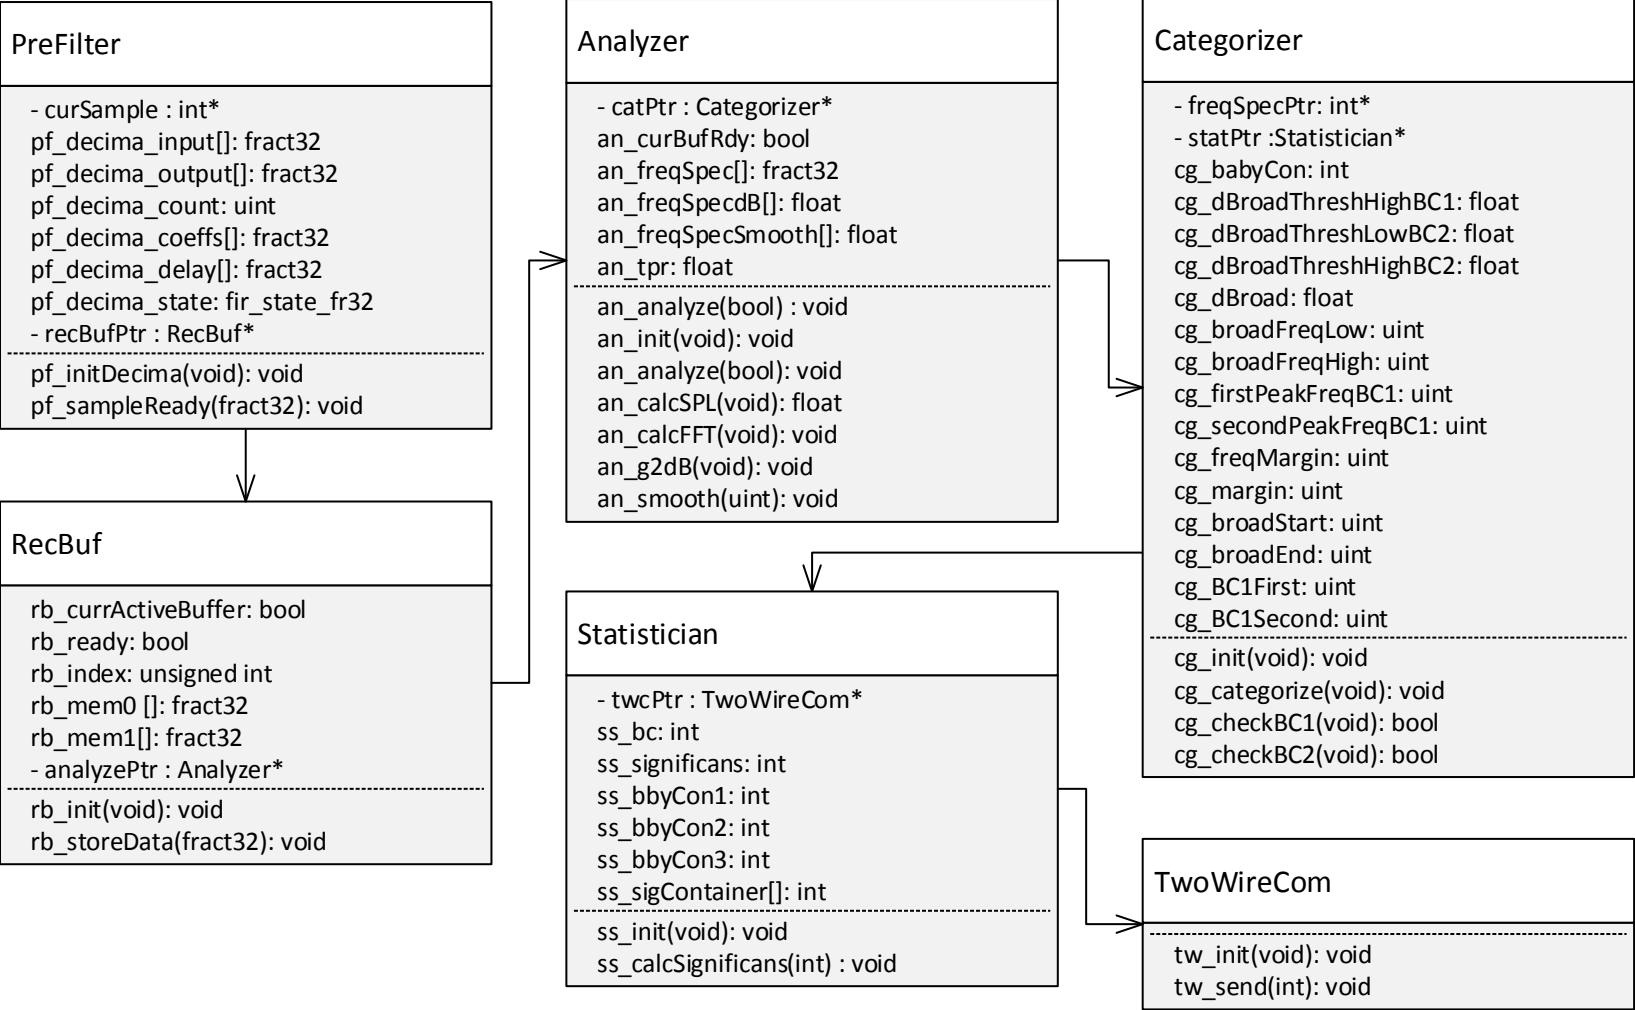 PreFilter
- curSample : int*
pf_decima_input[]: fract32
pf_decima_output[]: fract32
pf_decima_count: uint
pf_decima_coeffs[]: fract32
pf_decima_delay[]: fract32
pf_decima_state: fir_state_fr32
- recBufPtr : RecBuf*
pf_initDecima(void): void
pf_sampleReady(fract32): void
RecBuf
rb_currActiveBuffer: bool
rb_ready: bool
rb_index: unsigned int
rb_mem0 []: fract32
rb_mem1[]: fract32
- analyzePtr : Analyzer*
rb_init(void): void
rb_storeData(fract32): void
Analyzer
- catPtr : Categorizer*
an_curBufRdy: bool
an_freqSpec[]: fract32
an_freqSpecdB[]: float
an_freqSpecSmooth[]: float
an_tpr: float
an_analyze(bool) : void
an_init(void): void
an_analyze(bool): void
an_calcSPL(void): float
an_calcFFT(void): void
an_g2dB(void): void
an_smooth(uint): void
Statistician
- twcPtr : TwoWireCom*
ss_bc: int
ss_significans: int
ss_bbyCon1: int
ss_bbyCon2: int
ss_bbyCon3: int
ss_sigContainer[]: int
ss_init(void): void
ss_calcSignificans(int) : void
Categorizer
- freqSpecPtr: int*
- statPtr :Statistician*
cg_babyCon: int
cg_dBroadThreshHighBC1: float
cg_dBroadThreshLowBC2: float
cg_dBroadThreshHighBC2: float
cg_dBroad: float
cg_broadFreqLow: uint
cg_broadFreqHigh: uint
cg_firstPeakFreqBC1: uint
cg_secondPeakFreqBC1: uint
cg_freqMargin: uint
cg_margin: uint
cg_broadStart: uint
cg_broadEnd: uint
cg_BC1First: uint
cg_BC1Second: uint
cg_init(void): void
cg_categorize(void): void
cg_checkBC1(void): bool
cg_checkBC2(void): bool
TwoWireCom
tw_init(void): void
tw_send(int): void